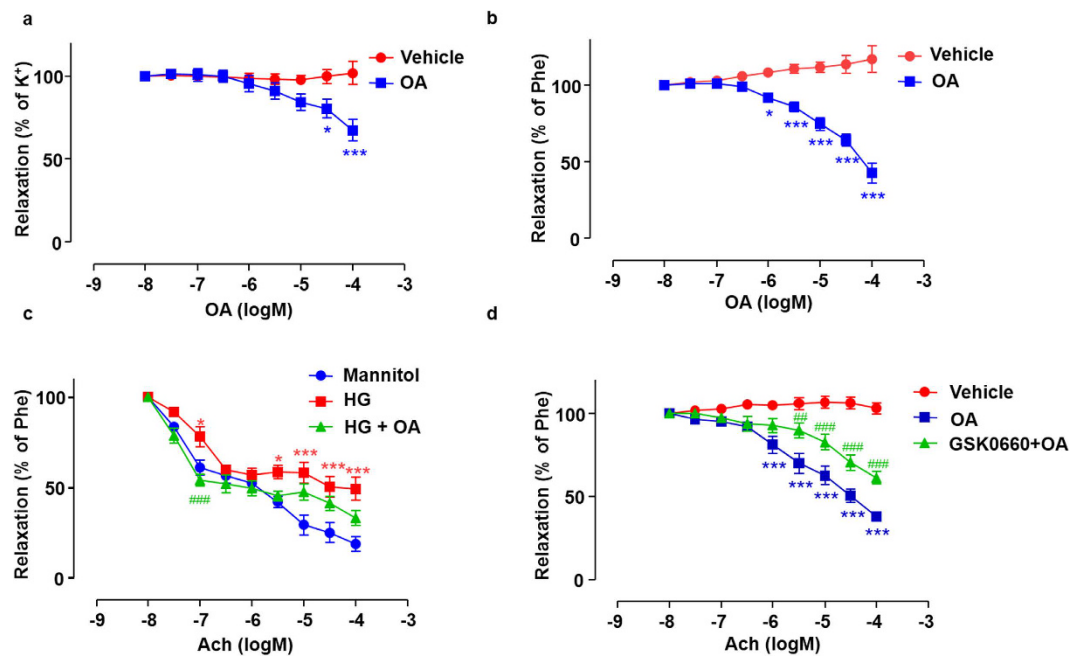 a
Relaxation (% of K⁺)
100
50
0
Vehicle
OA
*
***
-9 -8 -7 -6 -5 -4 -3
OA (logM)
b
Relaxation (% of Phe)
100
50
0
Vehicle
OA
*
***
***
***
***
-9 -8 -7 -6 -5 -4 -3
OA (logM)
c
Relaxation (% of Phe)
100
50
0
Mannitol
HG
HG + OA
*
*
***
***
***
###
-9 -8 -7 -6 -5 -4 -3
Ach (logM)
d
Relaxation (% of Phe)
100
50
0
Vehicle
OA
GSK0660+OA
##
###
###
###
***
***
***
***
***
-9 -8 -7 -6 -5 -4 -3
Ach (logM)